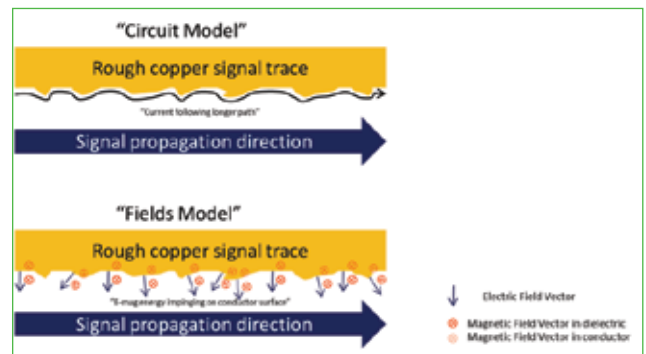 "Circuit Model"
Rough copper signal trace
"Current following longer path"
Signal propagation direction
"Fields Model"
Rough copper signal trace
"E-mag energy impinging on conductor surface"
Signal propagation direction
Electric Field Vector
Magnetic Field Vector in dielectric
Magnetic Field Vector in conductor